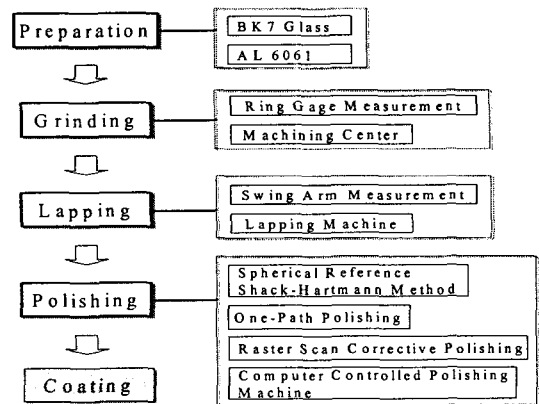 Preparation
BK7 Glass
AL 6061
Grinding
Ring Gage Measurement
Machining Center
Lapping
Swing Arm Measurement
Lapping Machine
Polishing
Spherical Reference
Shack-Hartmann Method
One-Path Polishing
Raster Scan Corrective Polishing
Computer Controlled Polishing
Machine
Coating